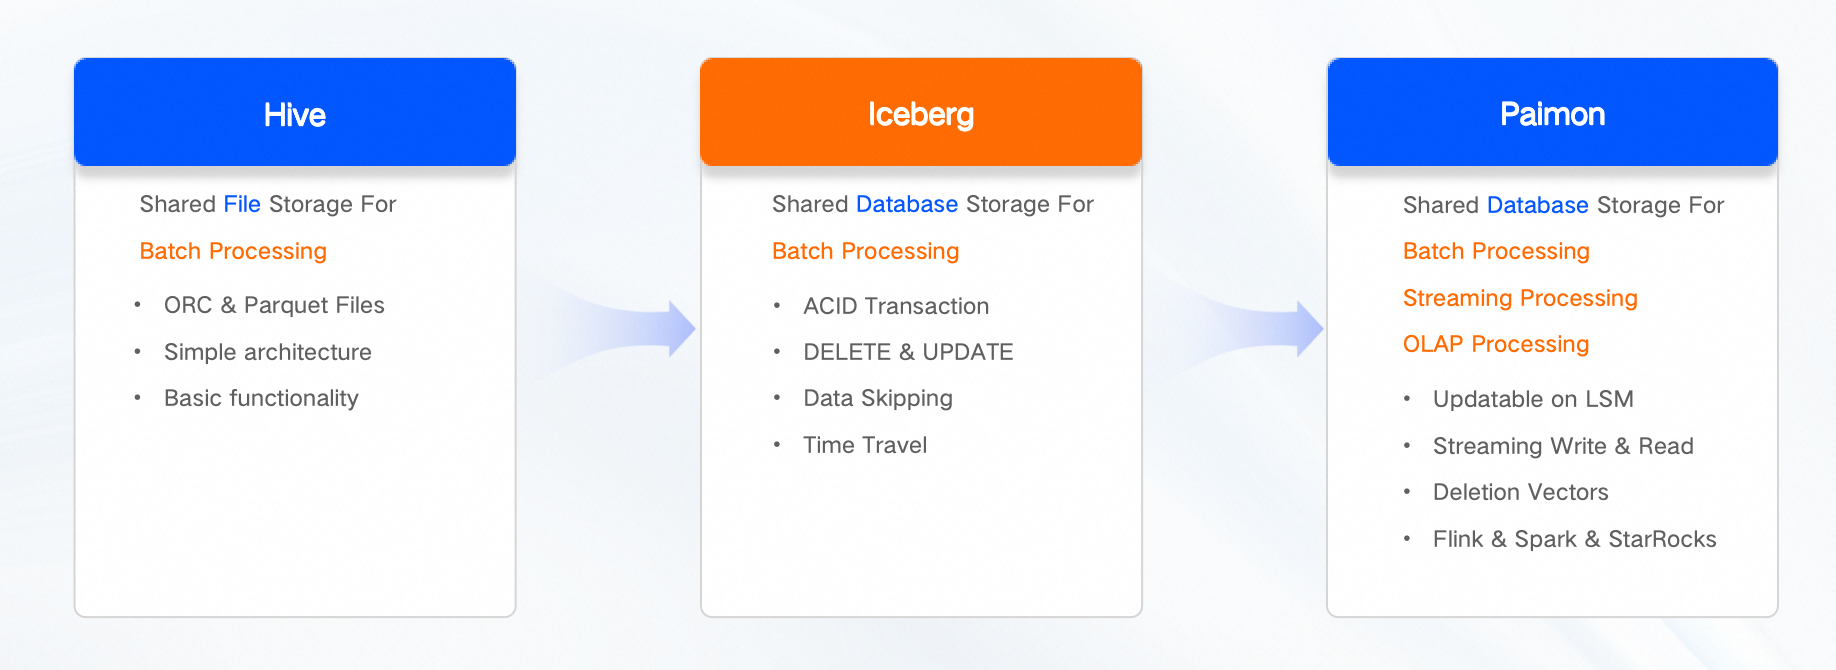 Hive
Shared File Storage For
Batch Processing
• ORC & Parquet Files
• Simple architecture
• Basic functionality
Iceberg
Shared Database Storage For
Batch Processing
• ACID Transaction
• DELETE & UPDATE
• Data Skipping
• Time Travel
Paimon
Shared Database Storage For
Batch Processing
Streaming Processing
OLAP Processing
• Updatable on LSM
• Streaming Write & Read
• Deletion Vectors
• Flink & Spark & StarRocks